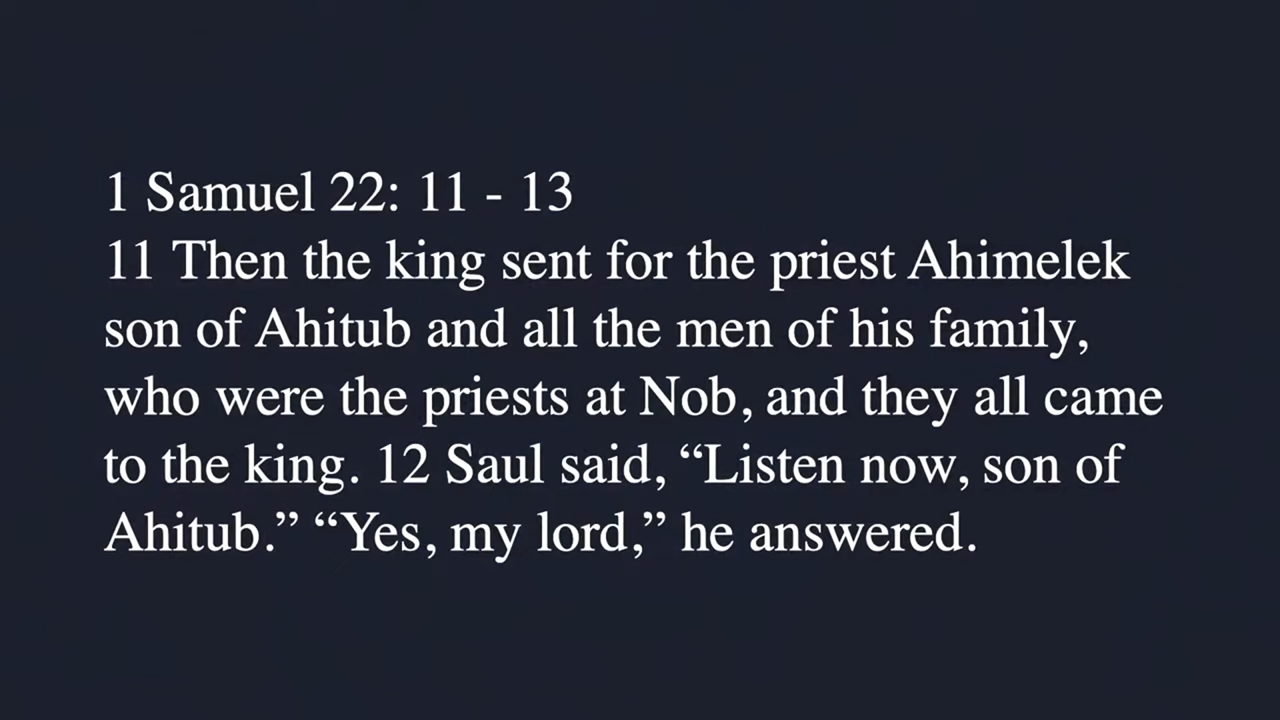 1 Samuel 22: 11 - 13
11 Then the king sent for the priest Ahimelek
son of Ahitub and all the men of his family,
who were the priests at Nob, and they all came
to the king. 12 Saul said, “Listen now, son of
Ahitub.” “Yes, my lord,” he answered.